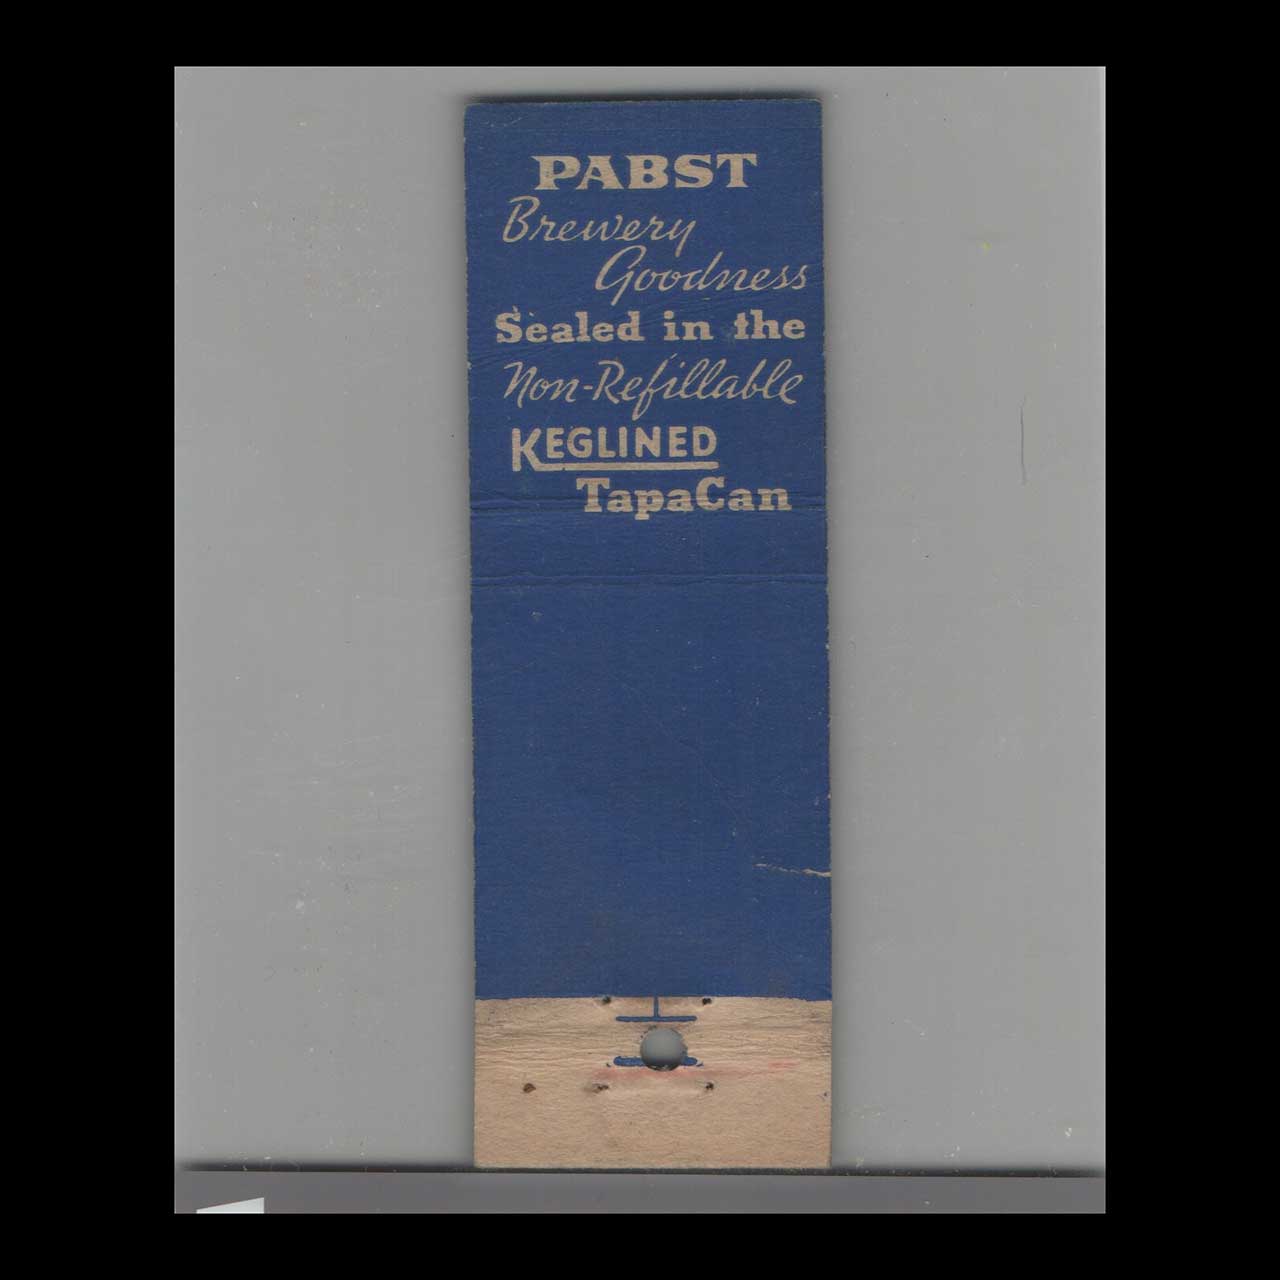 PABST
Brewery
Goodness
Sealed in the
Non-Refillable
KEGLINED
TapaCan